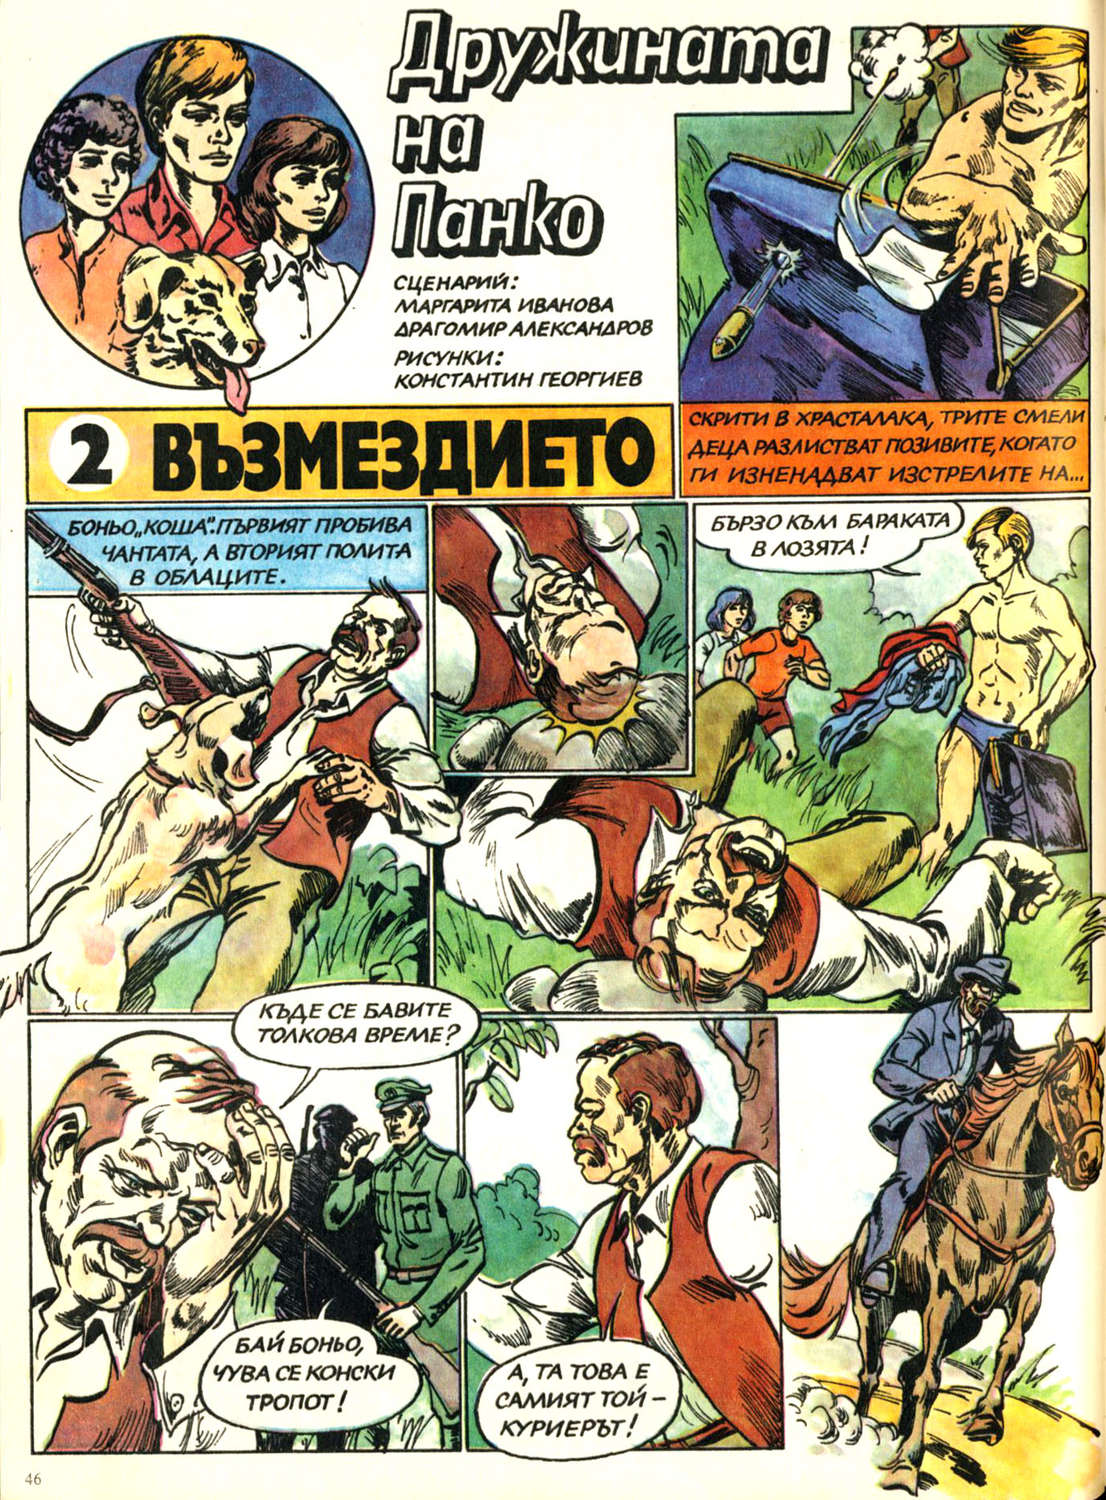 Дружината
на
Панко
СЦЕНАРИЙ:
МАРГАРИТА ИВАНОВА
ДРАГОМИР АЛЕКСАНДРОВ
РИСУНКИ:
КОНСТАНТИН ГЕОРГИЕВ
2 ВЪЗМЕЗДИЕТО
СКРИТИ В ХРАСТАЛАКА, ТРИТЕ СМЕЛИ
ДЕЦА РАЗЛИСТВАТ ПОЗИВИТЕ, КОГАТО
ГИ ИЗНЕНАДВАТ ИЗСТРЕЛИТЕ НА...
БОНЬО „КОША“. ПЪРВИЯТ ПРОБИВА
ЧАНТАТА, А ВТОРИЯТ ПОЛИТА
В ОБЛАЦИТЕ.
БЪРЗО КЪМ БАРАКАТА
В ЛОЗЯТА!
КЪДЕ СЕ БАВИТЕ
ТОЛКОВА ВРЕМЕ?
БАЙ БОНЬО,
ЧУВА СЕ КОНСКИ
ТРОПОТ!
А, ТА ТОВА Е
САМИЯТ ТОЙ –
КУРИЕРЪТ!
46